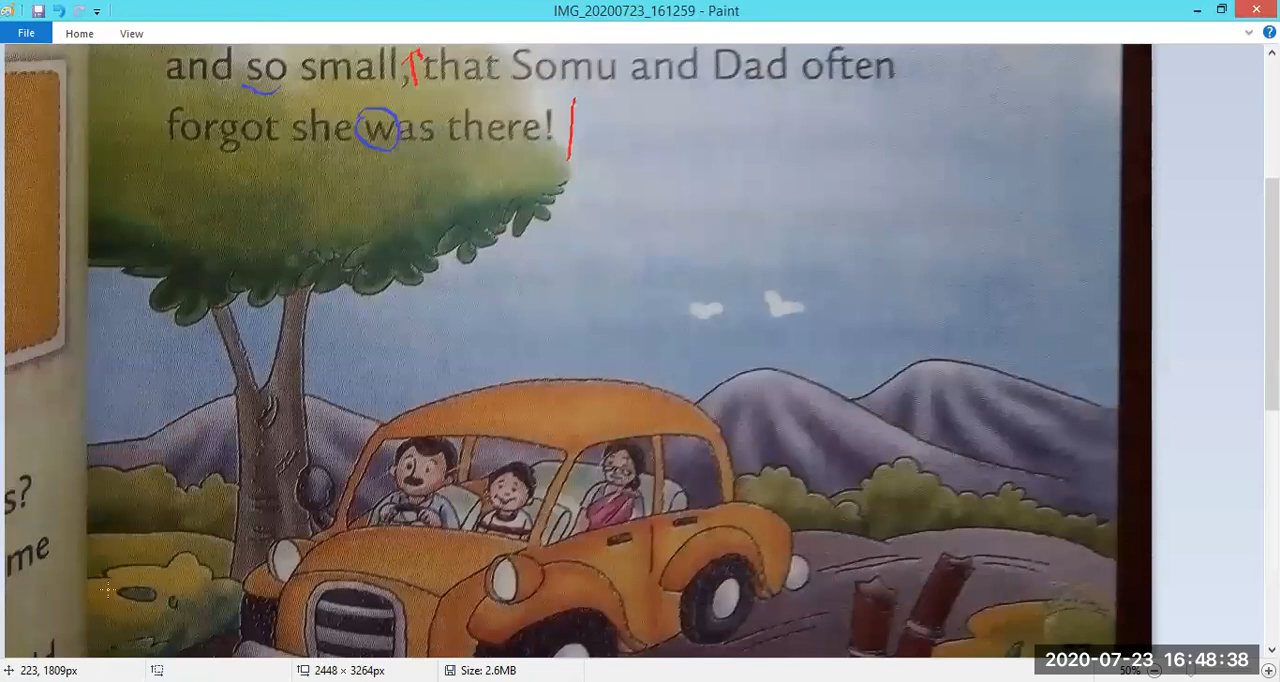 IMG_20200723_161259 - Paint
File Home View
and so small, that Somu and Dad often
forgot she was there!
s?
me
223, 1809px
2448 × 3264px
Size: 2.6MB
50%
2020-07-23 16:48:38